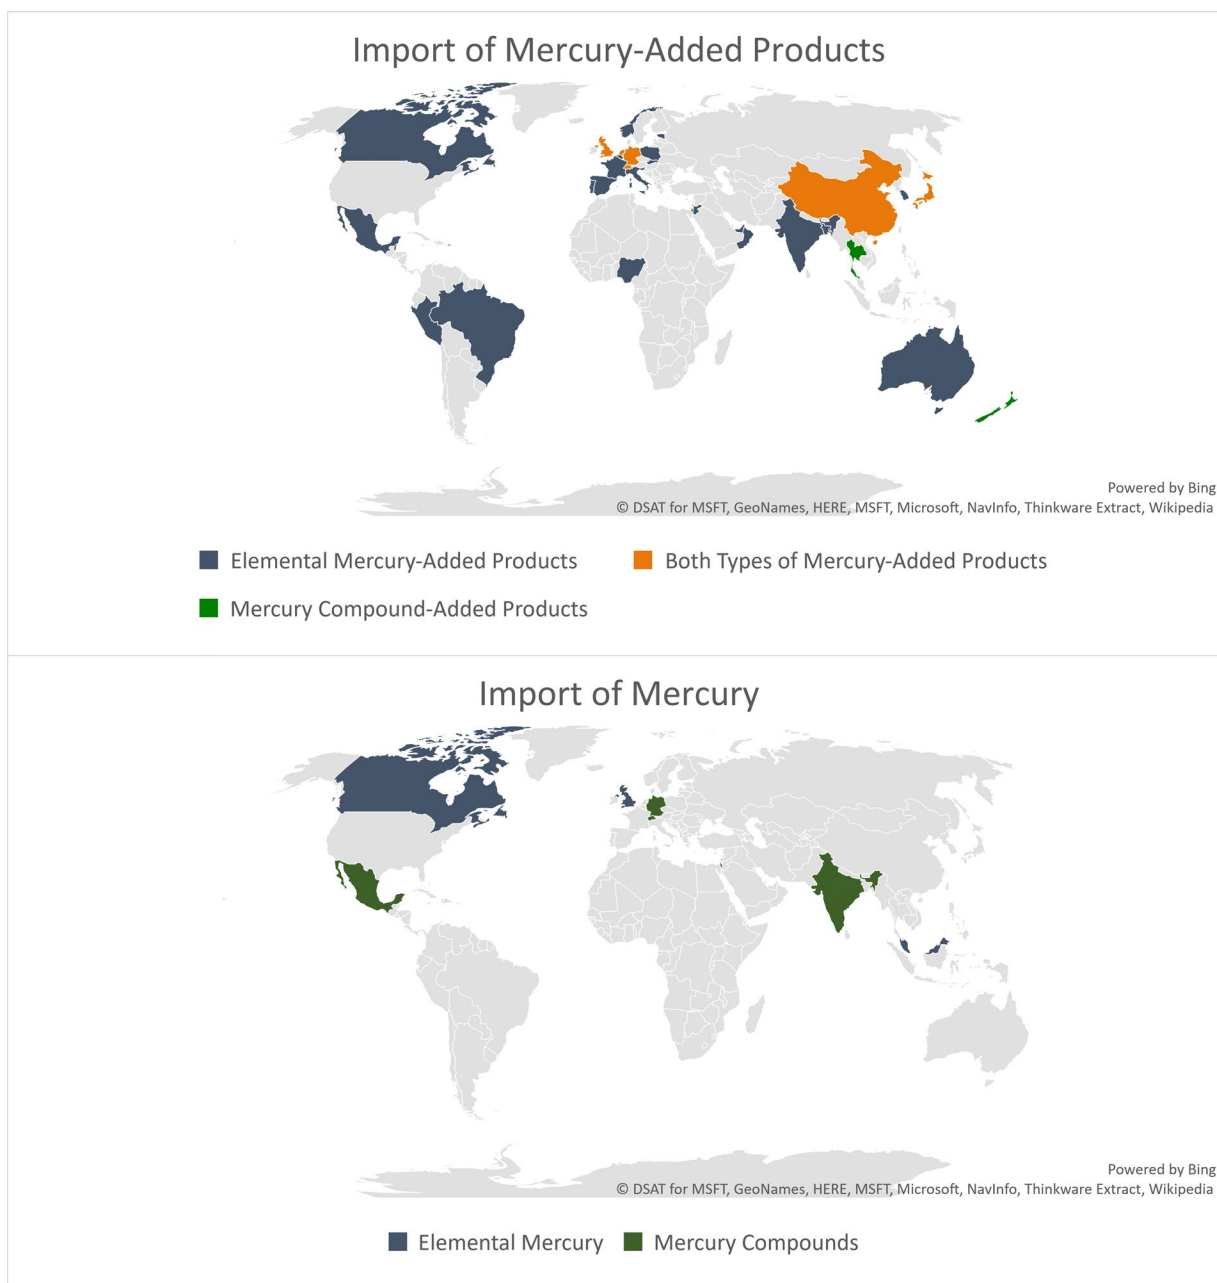 Import of Mercury-Added Products
Powered by Bing
© DSAT for MSFT, GeoNames, HERE, MSFT, Microsoft, NavInfo, Thinkware Extract, Wikipedia
Elemental Mercury-Added Products
Both Types of Mercury-Added Products
Mercury Compound-Added Products
Import of Mercury
Powered by Bing
© DSAT for MSFT, GeoNames, HERE, MSFT, Microsoft, NavInfo, Thinkware Extract, Wikipedia
Elemental Mercury
Mercury Compounds